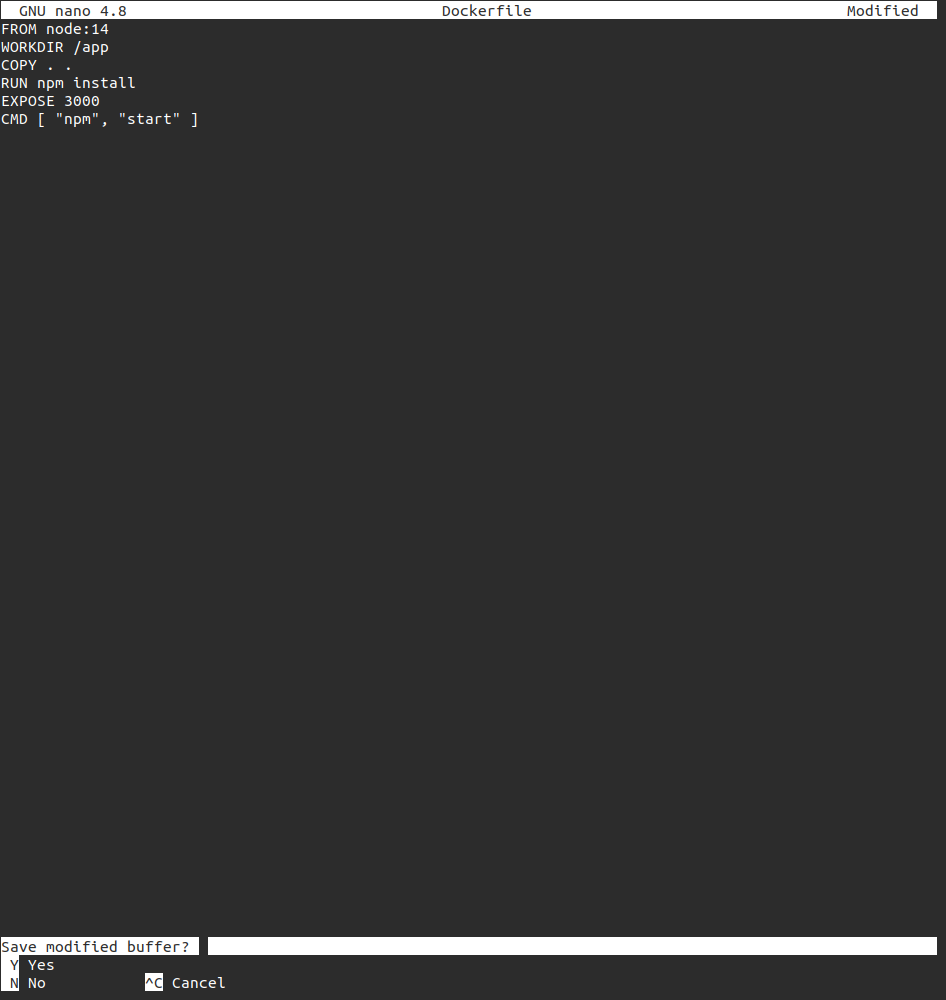 GNU nano 4.8 Dockerfile Modified
FROM node:14
WORKDIR /app
COPY . .
RUN npm install
EXPOSE 3000
CMD [ "npm", "start" ]
Save modified buffer?
Y Yes
N No ^C Cancel